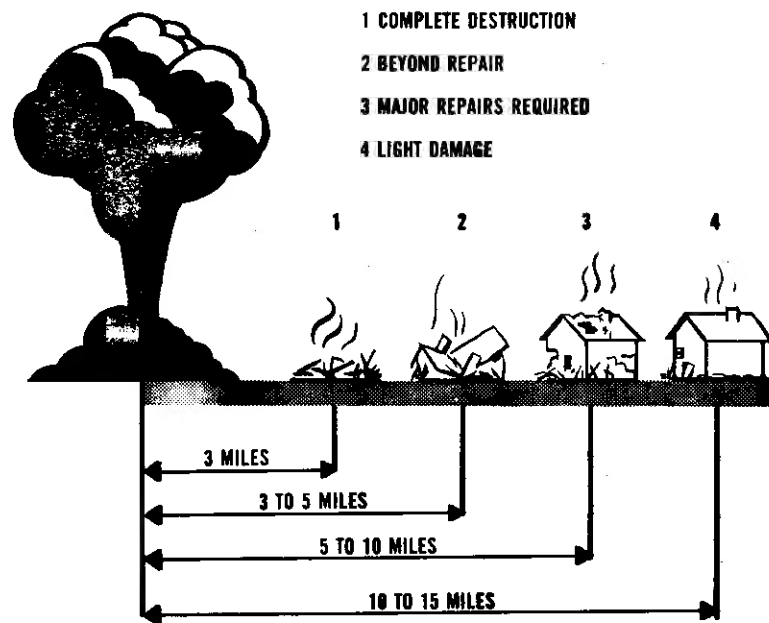 1 COMPLETE DESTRUCTION
2 BEYOND REPAIR
3 MAJOR REPAIRS REQUIRED
4 LIGHT DAMAGE
1 2 3 4
3 MILES
3 TO 5 MILES
5 TO 10 MILES
10 TO 15 MILES